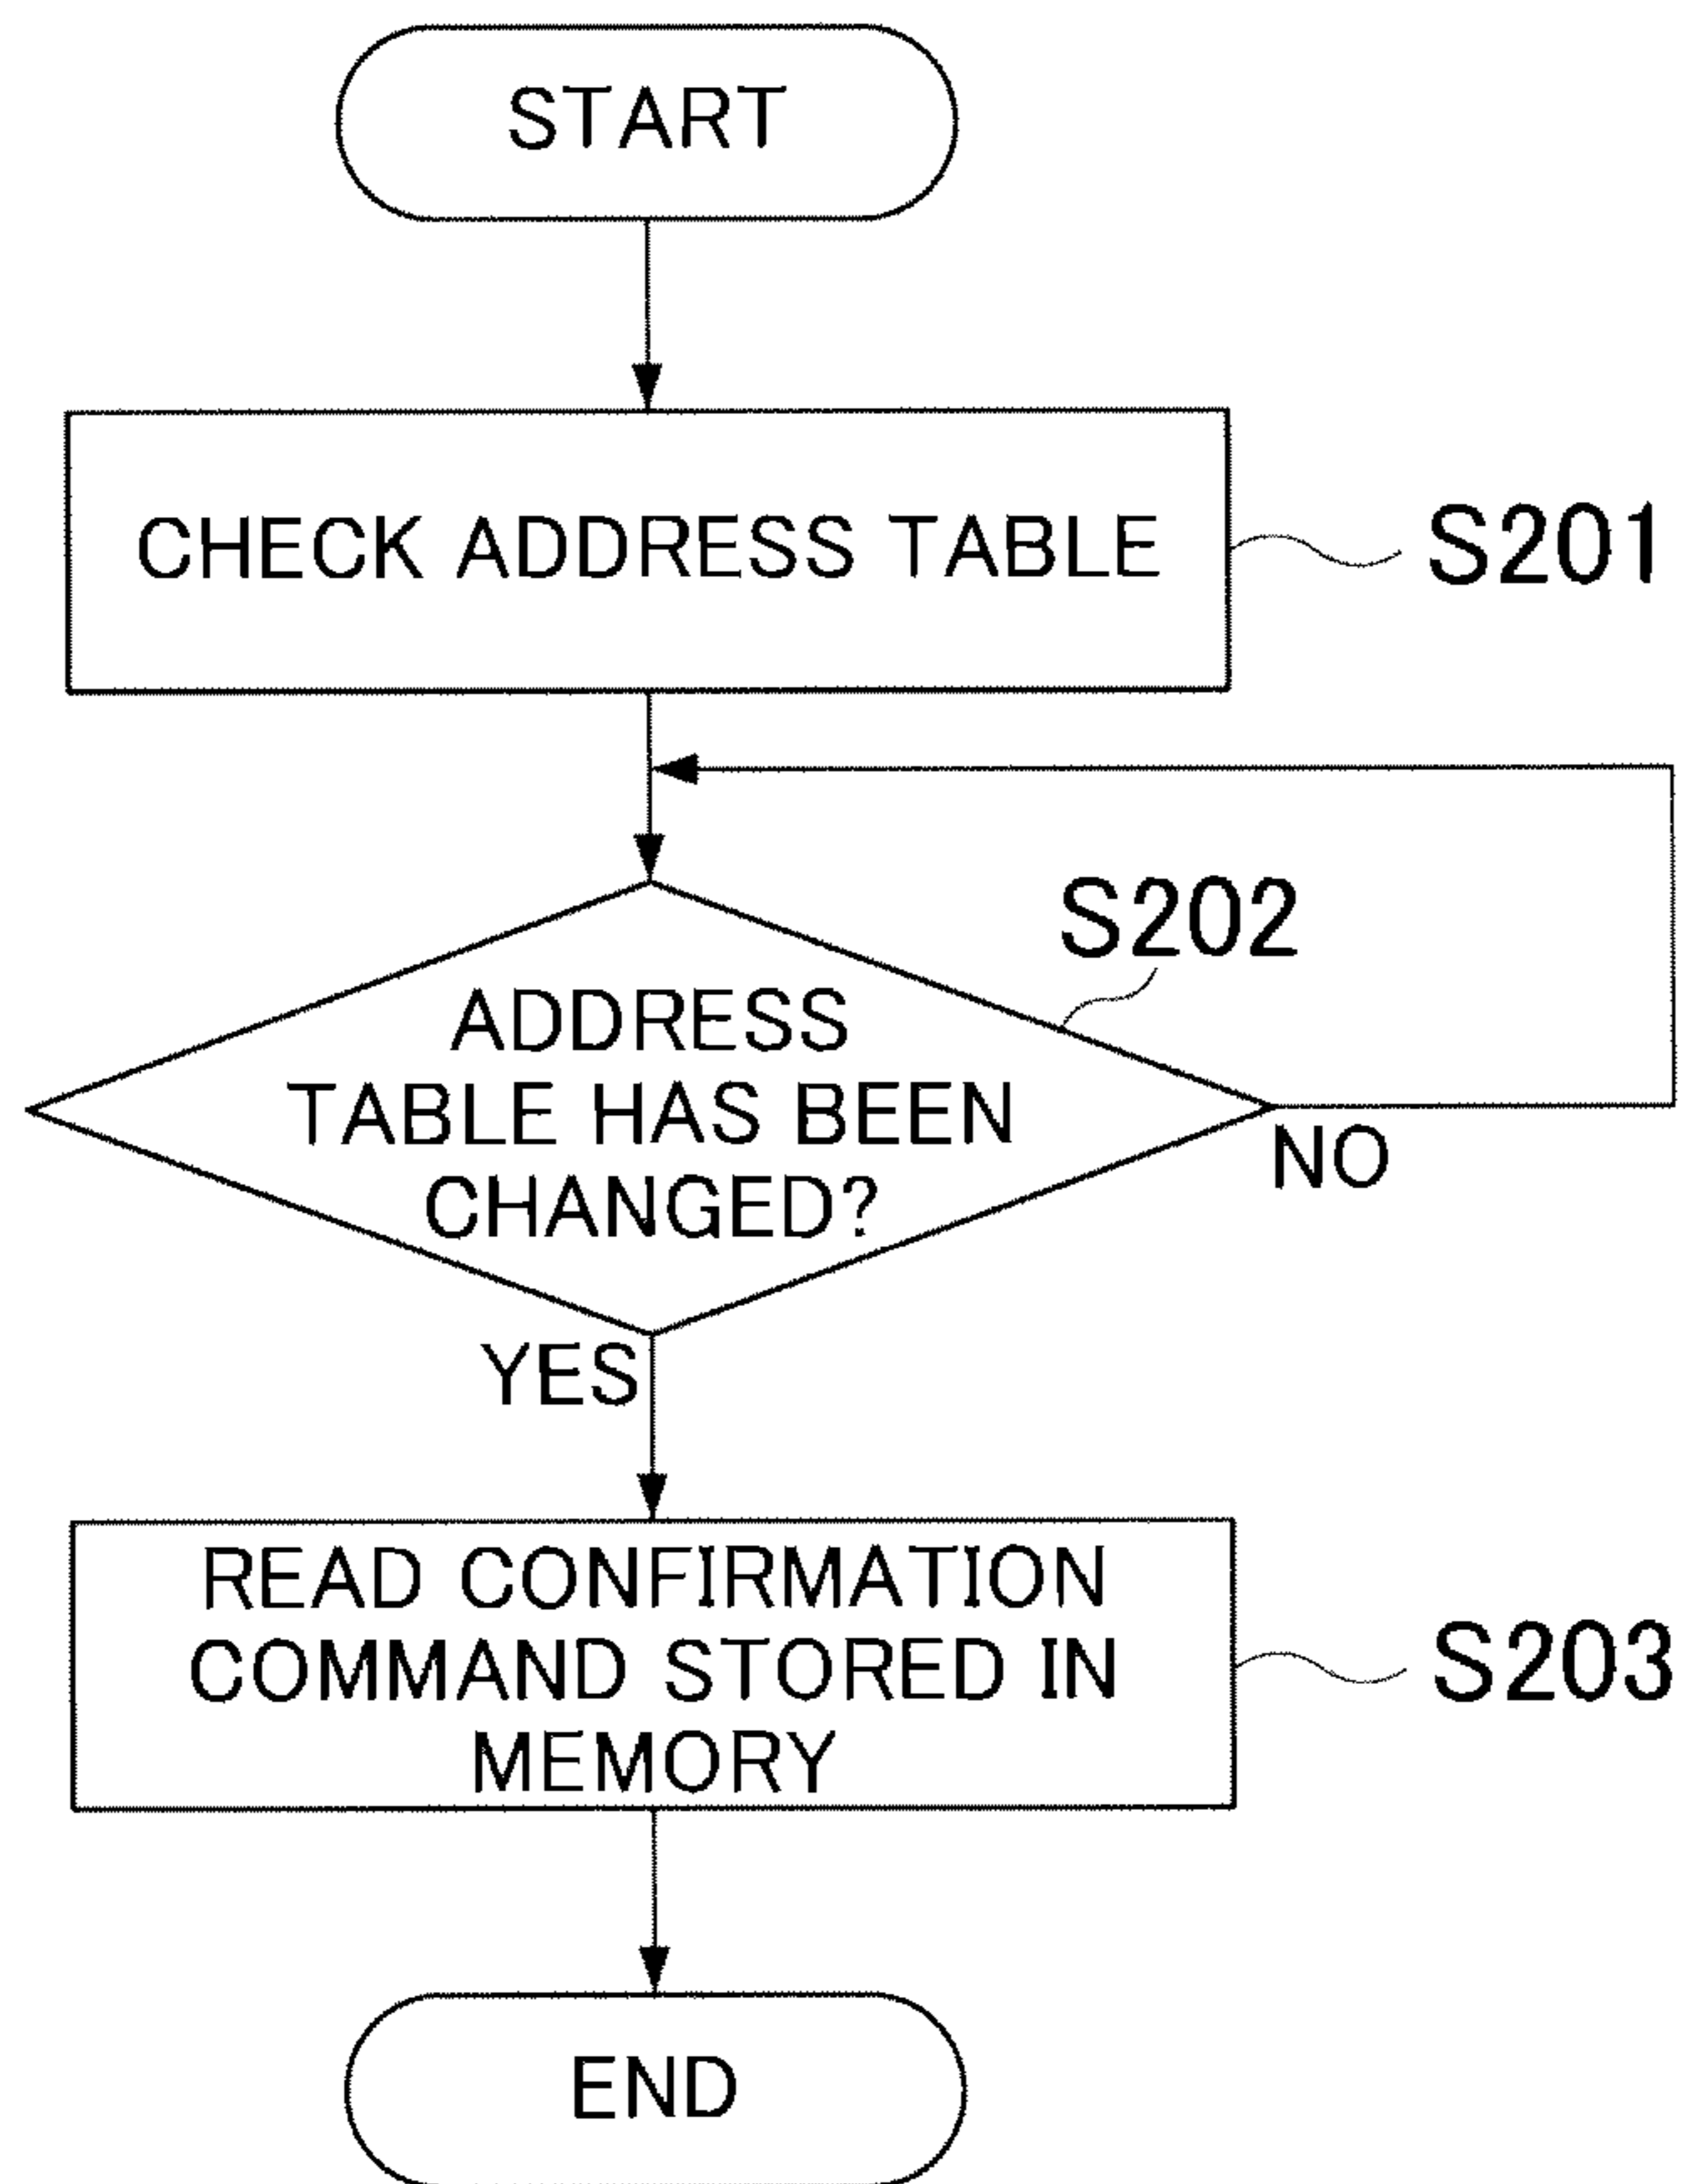 START
CHECK ADDRESS TABLE
S201
S202
ADDRESS
TABLE HAS BEEN
CHANGED?
NO
YES
READ CONFIRMATION
COMMAND STORED IN
MEMORY
S203
END